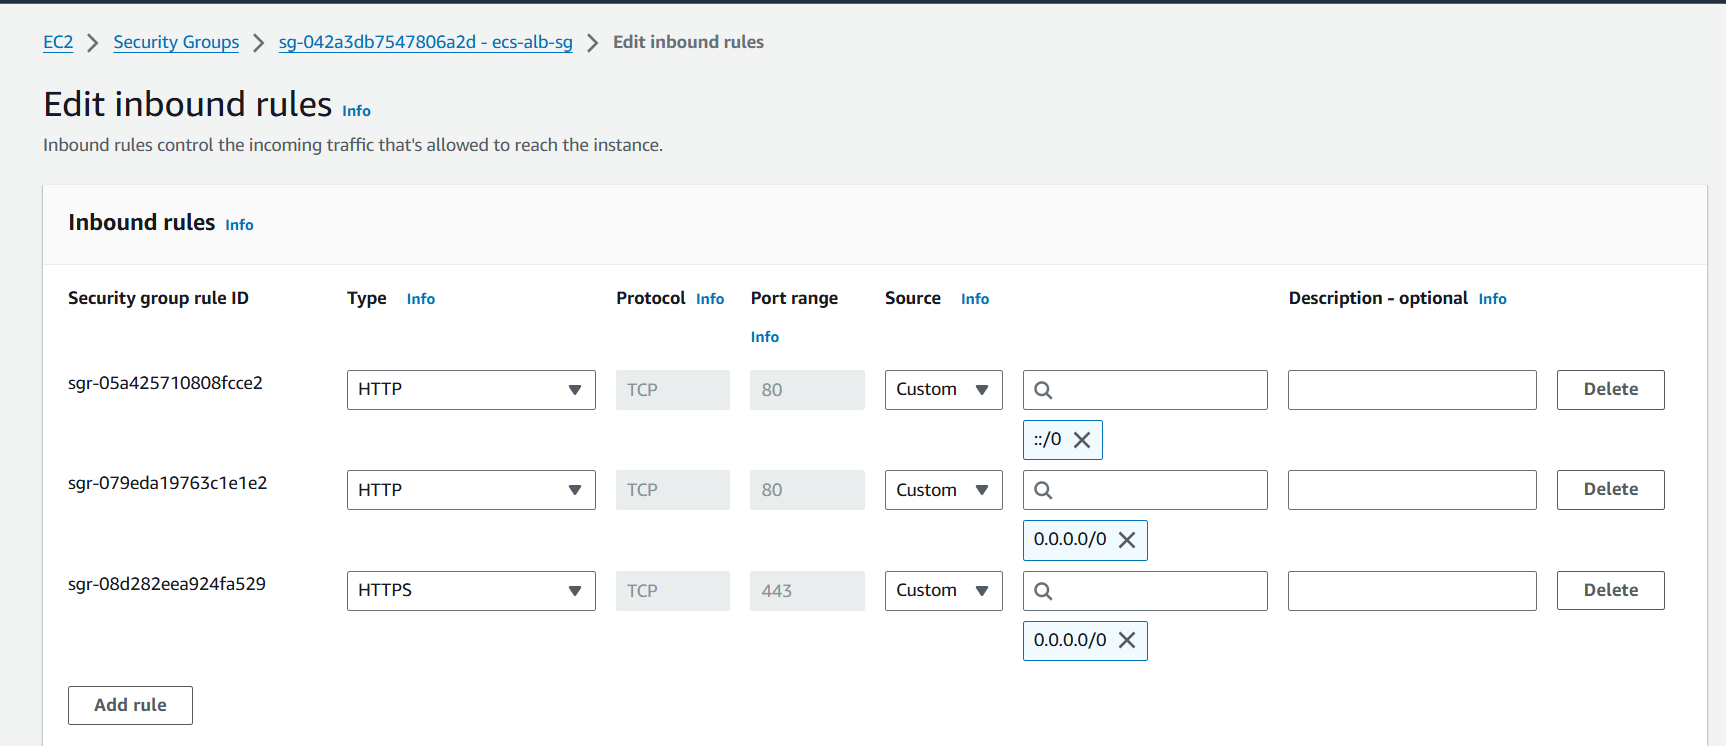 EC2 > Security Groups > sg-042a3db7547806a2d - ecs-alb-sg > Edit inbound rules
Edit inbound rules Info
Inbound rules control the incoming traffic that's allowed to reach the instance.
Inbound rules Info
Security group rule ID Type Info Protocol Info Port range Info Source Info Description - optional Info
sgr-05a425710808fcce2 HTTP TCP 80 Custom Delete
::/0
sgr-079eda19763c1e1e2 HTTP TCP 80 Custom Delete
0.0.0.0/0
sgr-08d282eea924fa529 HTTPS TCP 443 Custom Delete
0.0.0.0/0
Add rule